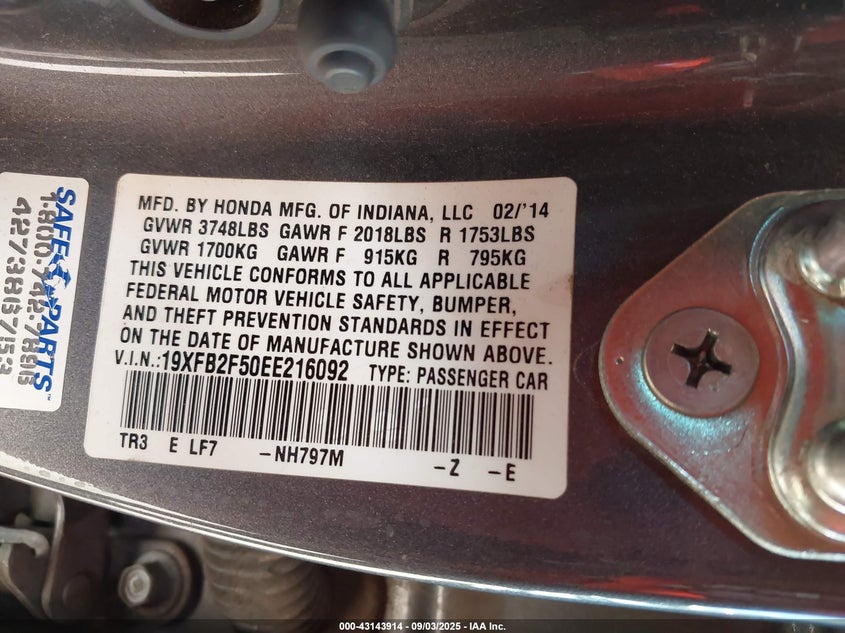 MFD. BY HONDA MFG. OF INDIANA, LLC 02/'14
GVWR 3748LBS GAWR F 2018LBS R 1753LBS
GVWR 1700KG GAWR F 915KG R 795KG
THIS VEHICLE CONFORMS TO ALL APPLICABLE
FEDERAL MOTOR VEHICLE SAFETY, BUMPER,
AND THEFT PREVENTION STANDARDS IN EFFECT
ON THE DATE OF MANUFACTURE SHOWN ABOVE.
V.I.N.:19XFB2F50EE216092 TYPE: PASSENGER CAR
TR3 E LF7 -NH797M -Z -E
SAFE PARTS™
000-43143914 - 09/03/2025 - IAA Inc.